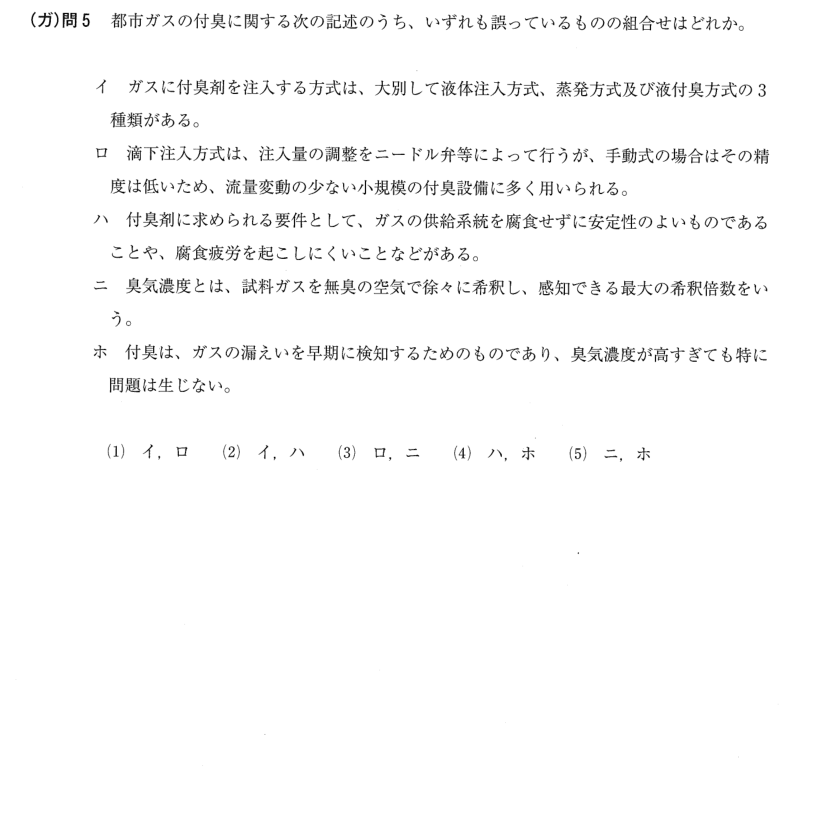 (ガ)問5 都市ガスの付臭に関する次の記述のうち、いずれも誤っているものの組合せはどれか。
イ ガスに付臭剤を注入する方式は、大別して液体注入方式、蒸発方式及び液付臭方式の3
種類がある。
ロ 滴下注入方式は、注入量の調整をニードル弁等によって行うが、手動式の場合はその精
度は低いため、流量変動の少ない小規模の付臭設備に多く用いられる。
ハ 付臭剤に求められる要件として、ガスの供給系統を腐食せずに安定性のよいものである
ことや、腐食疲労を起こしにくいことなどがある。
ニ 臭気濃度とは、試料ガスを無臭の空気で徐々に希釈し、感知できる最大の希釈倍数をい
う。
ホ 付臭は、ガスの漏えいを早期に検知するためのものであり、臭気濃度が高すぎても特に
問題は生じない。
(1) イ, ロ (2) イ, ハ (3) ロ, ニ (4) ハ, ホ (5) ニ, ホ